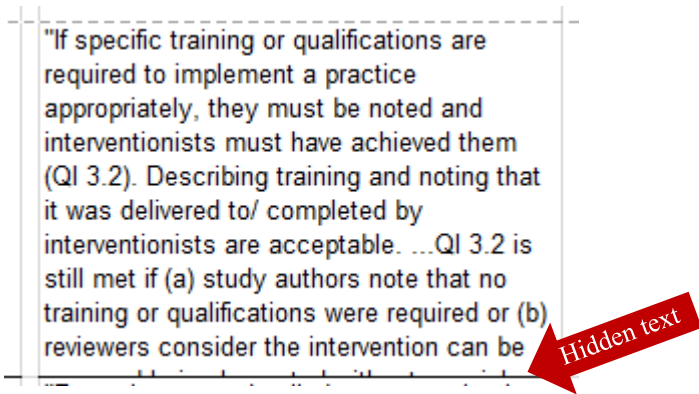 "If specific training or qualifications are
required to implement a practice
appropriately, they must be noted and
interventionists must have achieved them
(QI 3.2). Describing training and noting that
it was delivered to/ completed by
interventionists are acceptable. ...QI 3.2 is
still met if (a) study authors note that no
training or qualifications were required or (b)
reviewers consider the intervention can be
Hidden text